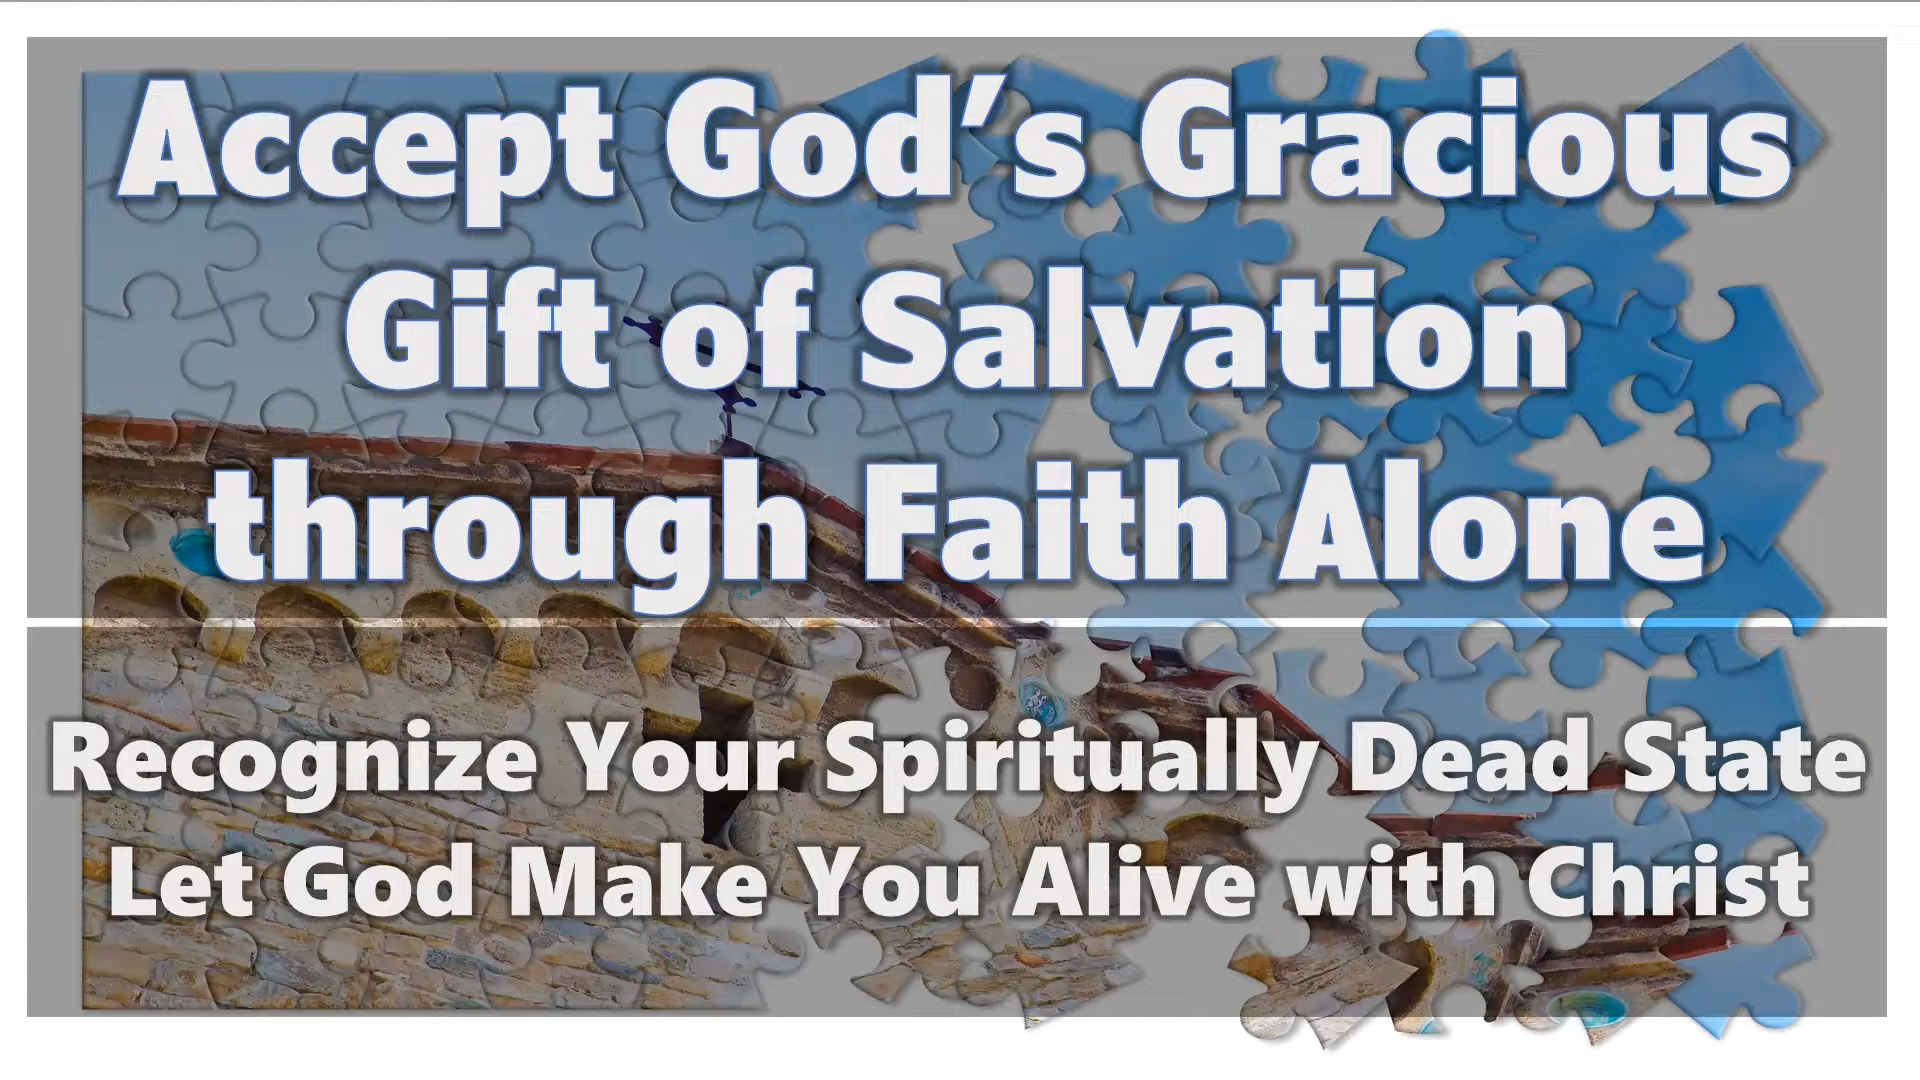 Accept God’s Gracious
Gift of Salvation
through Faith Alone
Recognize Your Spiritually Dead State
Let God Make You Alive with Christ